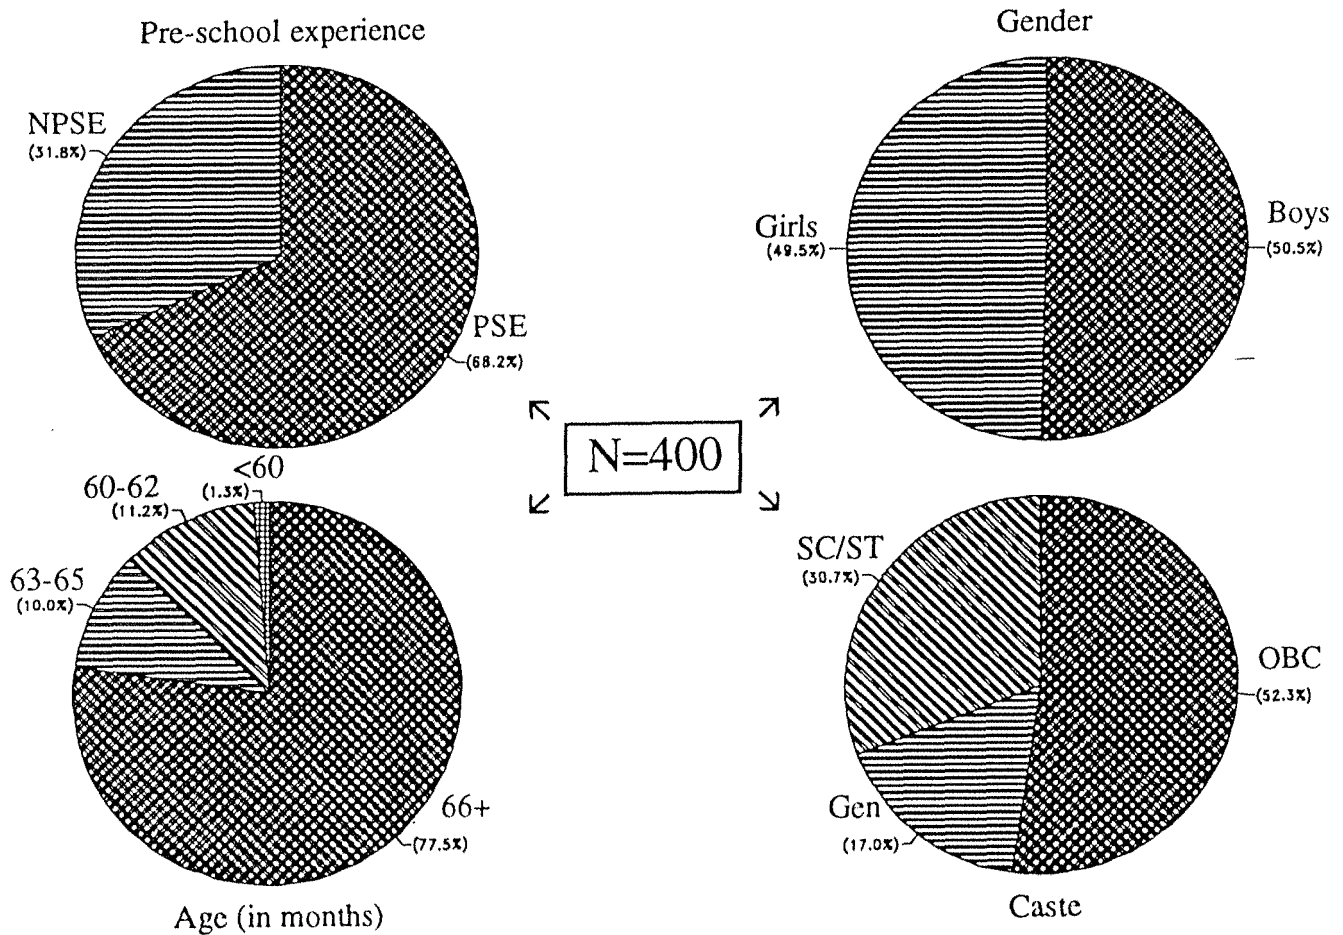 Pre-school experience
NPSE
(31.8%)
PSE
(68.2%)
Gender
Girls
(49.5%)
Boys
(50.5%)
N=400
<60
(1.3%)
60-62
(11.2%)
63-65
(10.0%)
66+
(77.5%)
Age (in months)
SC/ST
(30.7%)
OBC
(52.3%)
Gen
(17.0%)
Caste